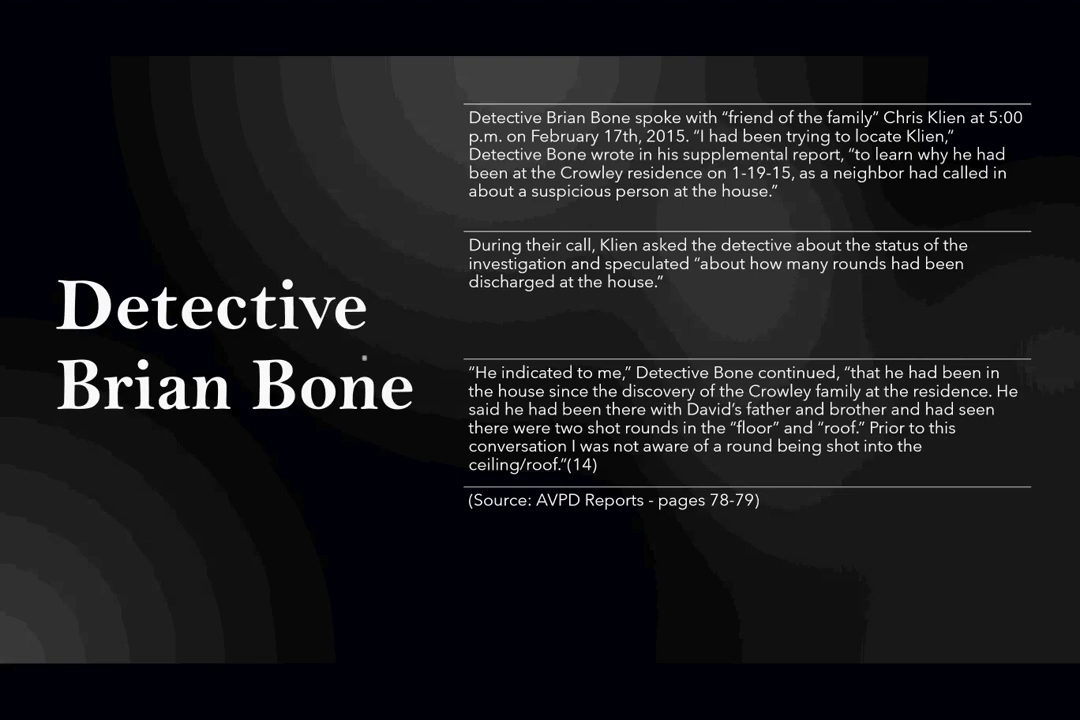 Detective
Brian Bone
Detective Brian Bone spoke with “friend of the family” Chris Klien at 5:00
p.m. on February 17th, 2015. “I had been trying to locate Klien,”
Detective Bone wrote in his supplemental report, “to learn why he had
been at the Crowley residence on 1-19-15, as a neighbor had called in
about a suspicious person at the house.”
During their call, Klien asked the detective about the status of the
investigation and speculated “about how many rounds had been
discharged at the house.”
“He indicated to me,” Detective Bone continued, “that he had been in
the house since the discovery of the Crowley family at the residence. He
said he had been there with David’s father and brother and had seen
there were two shot rounds in the “floor” and “roof.” Prior to this
conversation I was not aware of a round being shot into the
ceiling/roof.”(14)
(Source: AVPD Reports - pages 78-79)